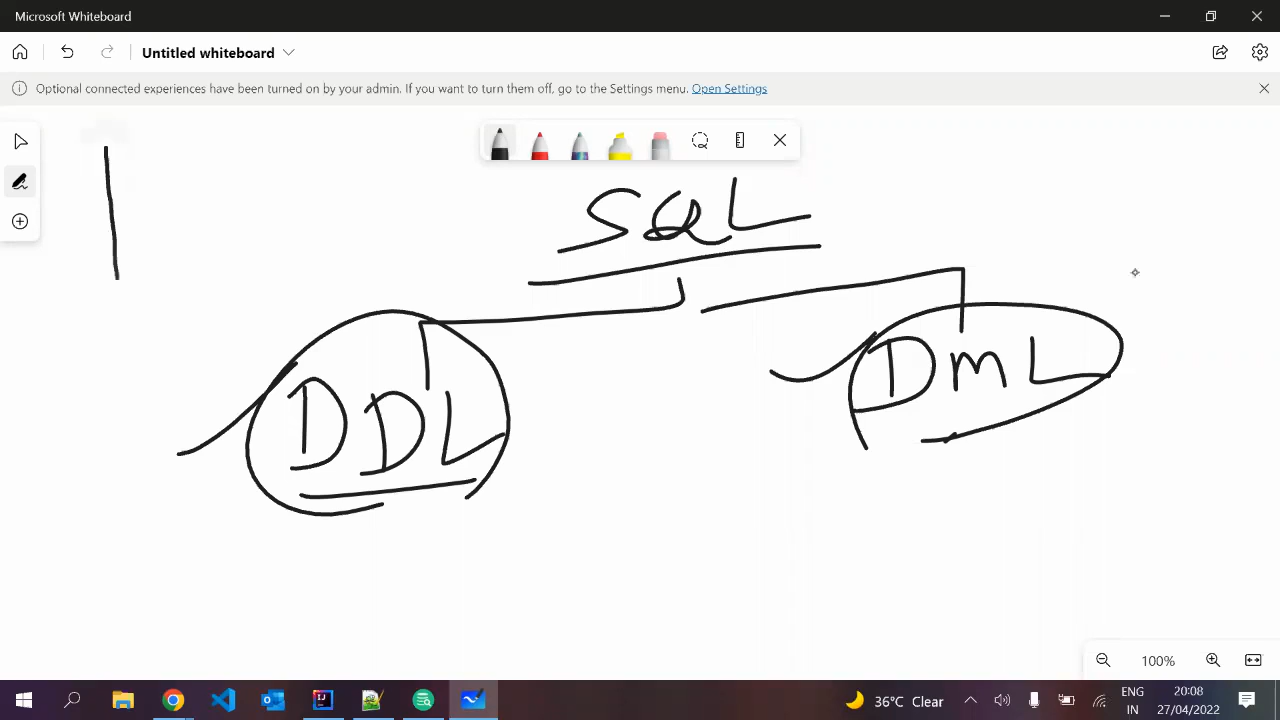 Microsoft Whiteboard
Untitled whiteboard
Optional connected experiences have been turned on by your admin. If you want to turn them off, go to the Settings menu. Open Settings
SQL
DDL
DmL
100%
36°C Clear
ENG
IN
20:08
27/04/2022